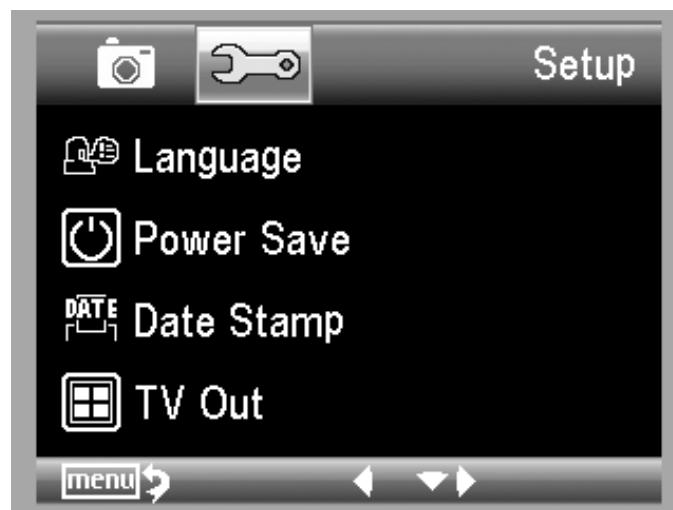 Setup
Language
Power Save
DATE Date Stamp
TV Out
menu